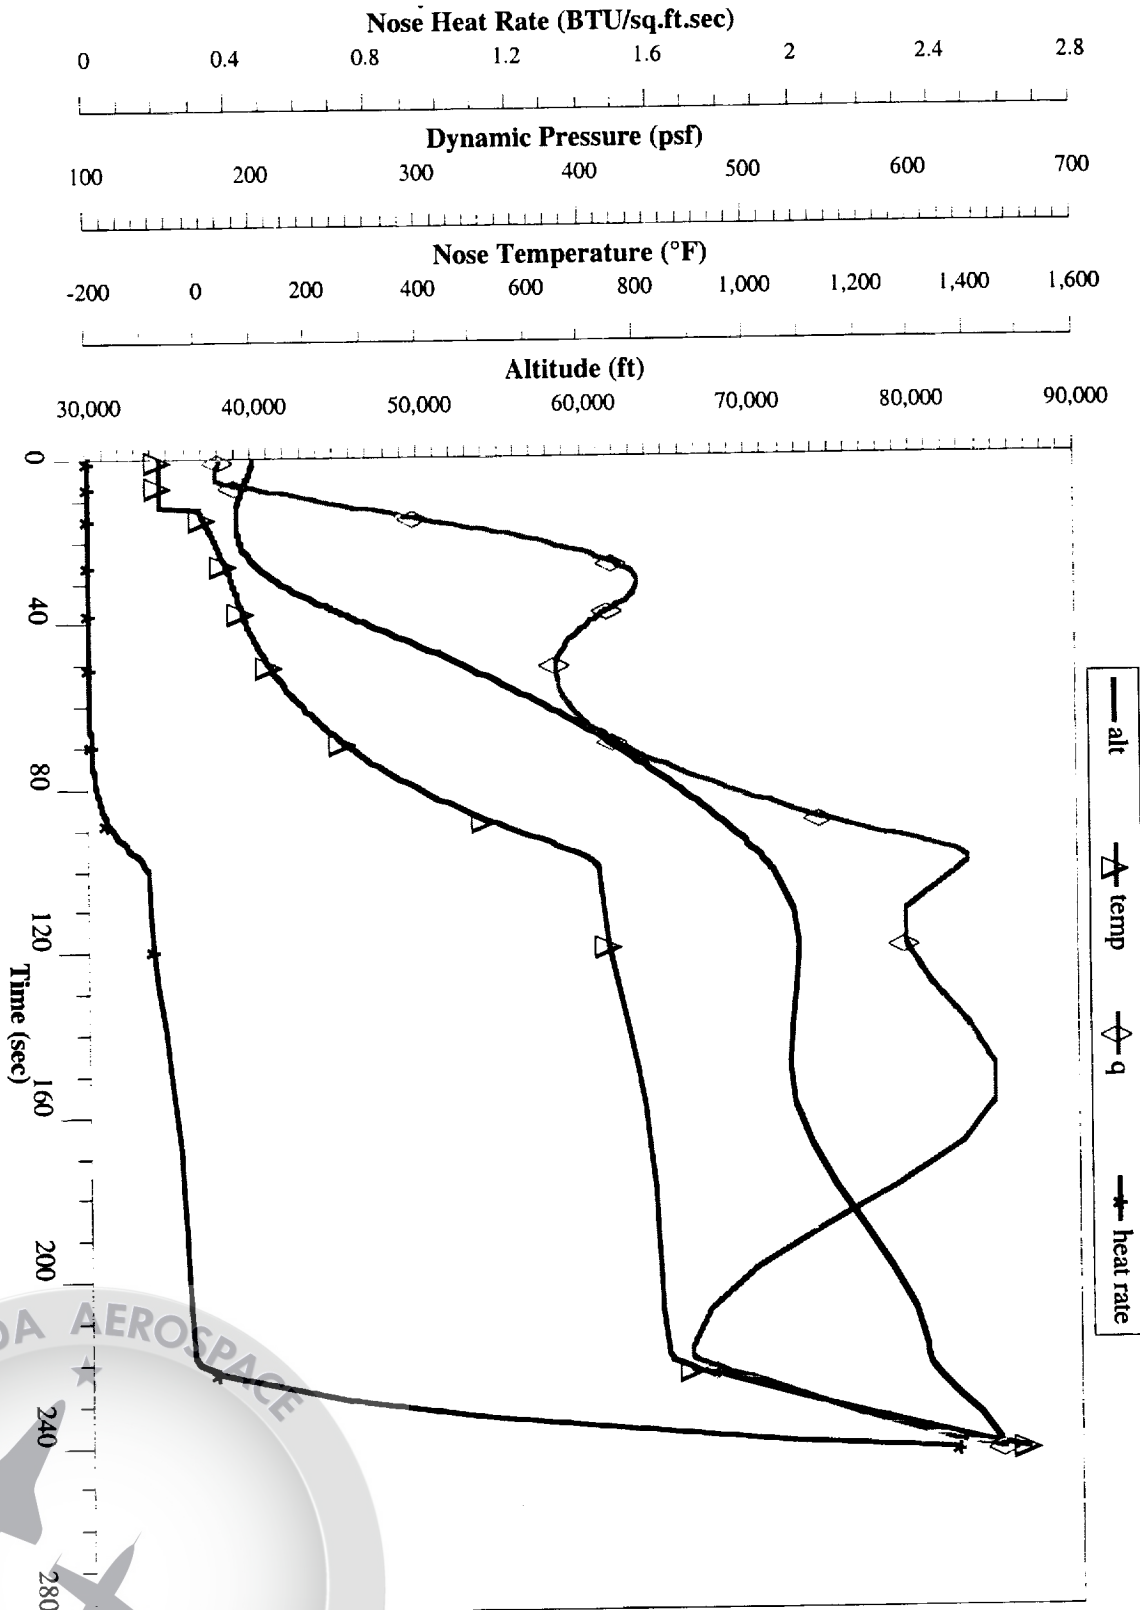 Nose Heat Rate (BTU/sq.ft.sec)
0 0.4 0.8 1.2 1.6 2 2.4 2.8
Dynamic Pressure (psf)
100 200 300 400 500 600 700
Nose Temperature (°F)
-200 0 200 400 600 800 1,000 1,200 1,400 1,600
Altitude (ft)
30,000 40,000 50,000 60,000 70,000 80,000 90,000
0
40
80
120
160
200
240
280
Time (sec)
alt
temp
q
heat rate
AEROSPACE